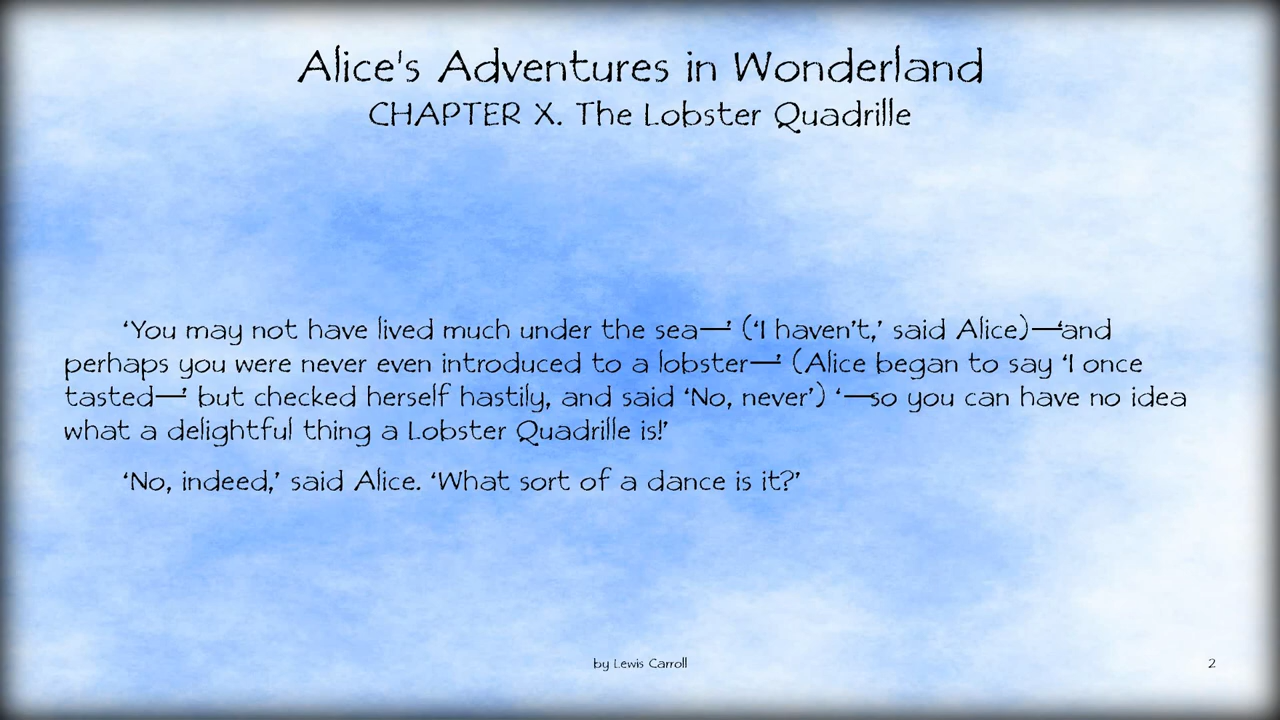 Alice's Adventures in Wonderland
CHAPTER X. The Lobster Quadrille
‘You may not have lived much under the sea—’ (‘I haven’t,’ said Alice)—‘and
perhaps you were never even introduced to a lobster—’ (Alice began to say ‘I once
tasted—’ but checked herself hastily, and said ‘No, never’) ‘—so you can have no idea
what a delightful thing a Lobster Quadrille is!’
‘No, indeed,’ said Alice. ‘What sort of a dance is it?’
by Lewis Carroll
2